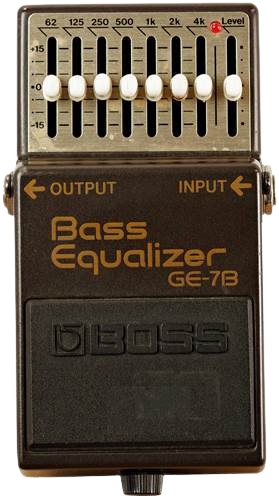 62 125 250 500 1k 2k 4k Level
+15
0
-15
← OUTPUT INPUT ←
Bass
Equalizer
GE-7B
BOSS